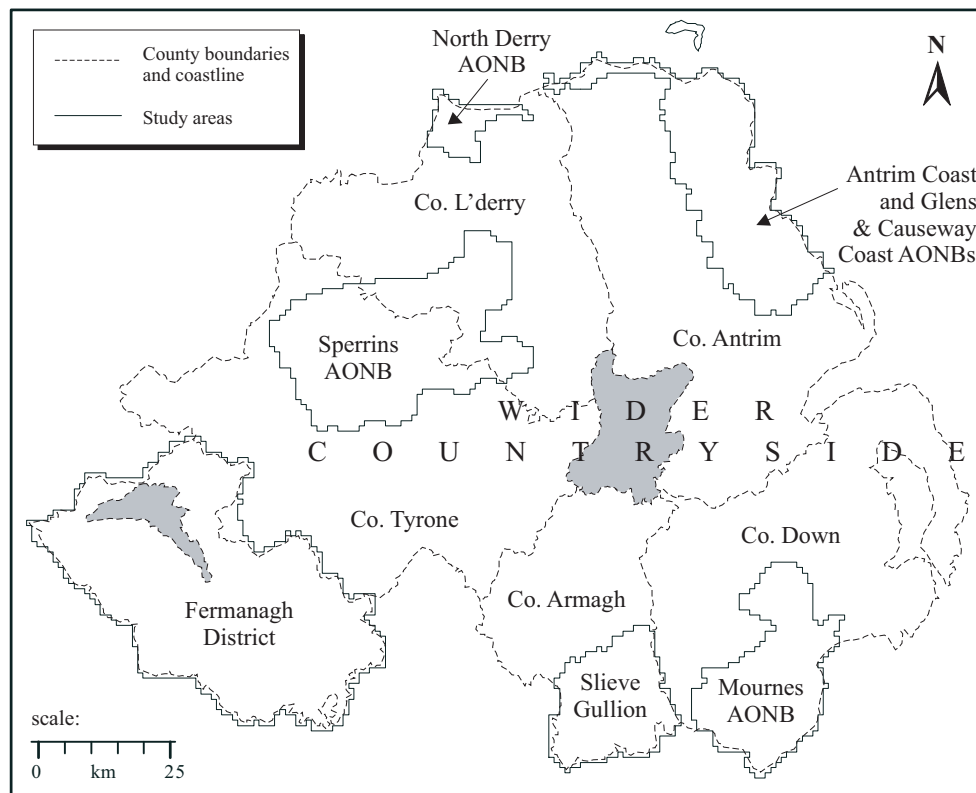 County boundaries
and coastline
Study areas
North Derry
AONB
N
Antrim Coast
and Glens
& Causeway
Coast AONBs
Co. L'derry
Sperrins
AONB
Co. Antrim
W I D E R
C O U N T R Y S I D E
Co. Tyrone
Co. Down
Fermanagh
District
Co. Armagh
Slieve
Gullion
Mournes
AONB
scale:
0 km 25